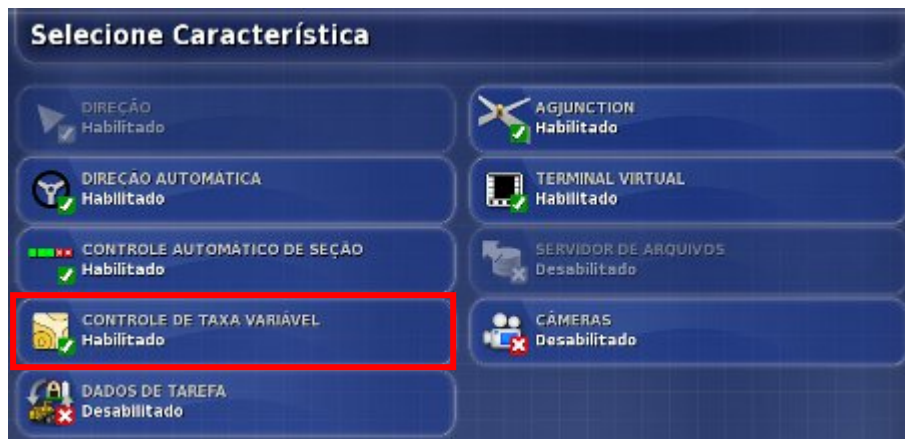 Selecione Característica
DIREÇÃO
Habilitado
DIREÇÃO AUTOMÁTICA
Habilitado
CONTROLE AUTOMÁTICO DE SEÇÃO
Habilitado
CONTROLE DE TAXA VARIÁVEL
Habilitado
DADOS DE TAREFA
Desabilitado
AGJUNCTION
Habilitado
TERMINAL VIRTUAL
Habilitado
SERVIDOR DE ARQUIVOS
Desabilitado
CÂMERAS
Desabilitado